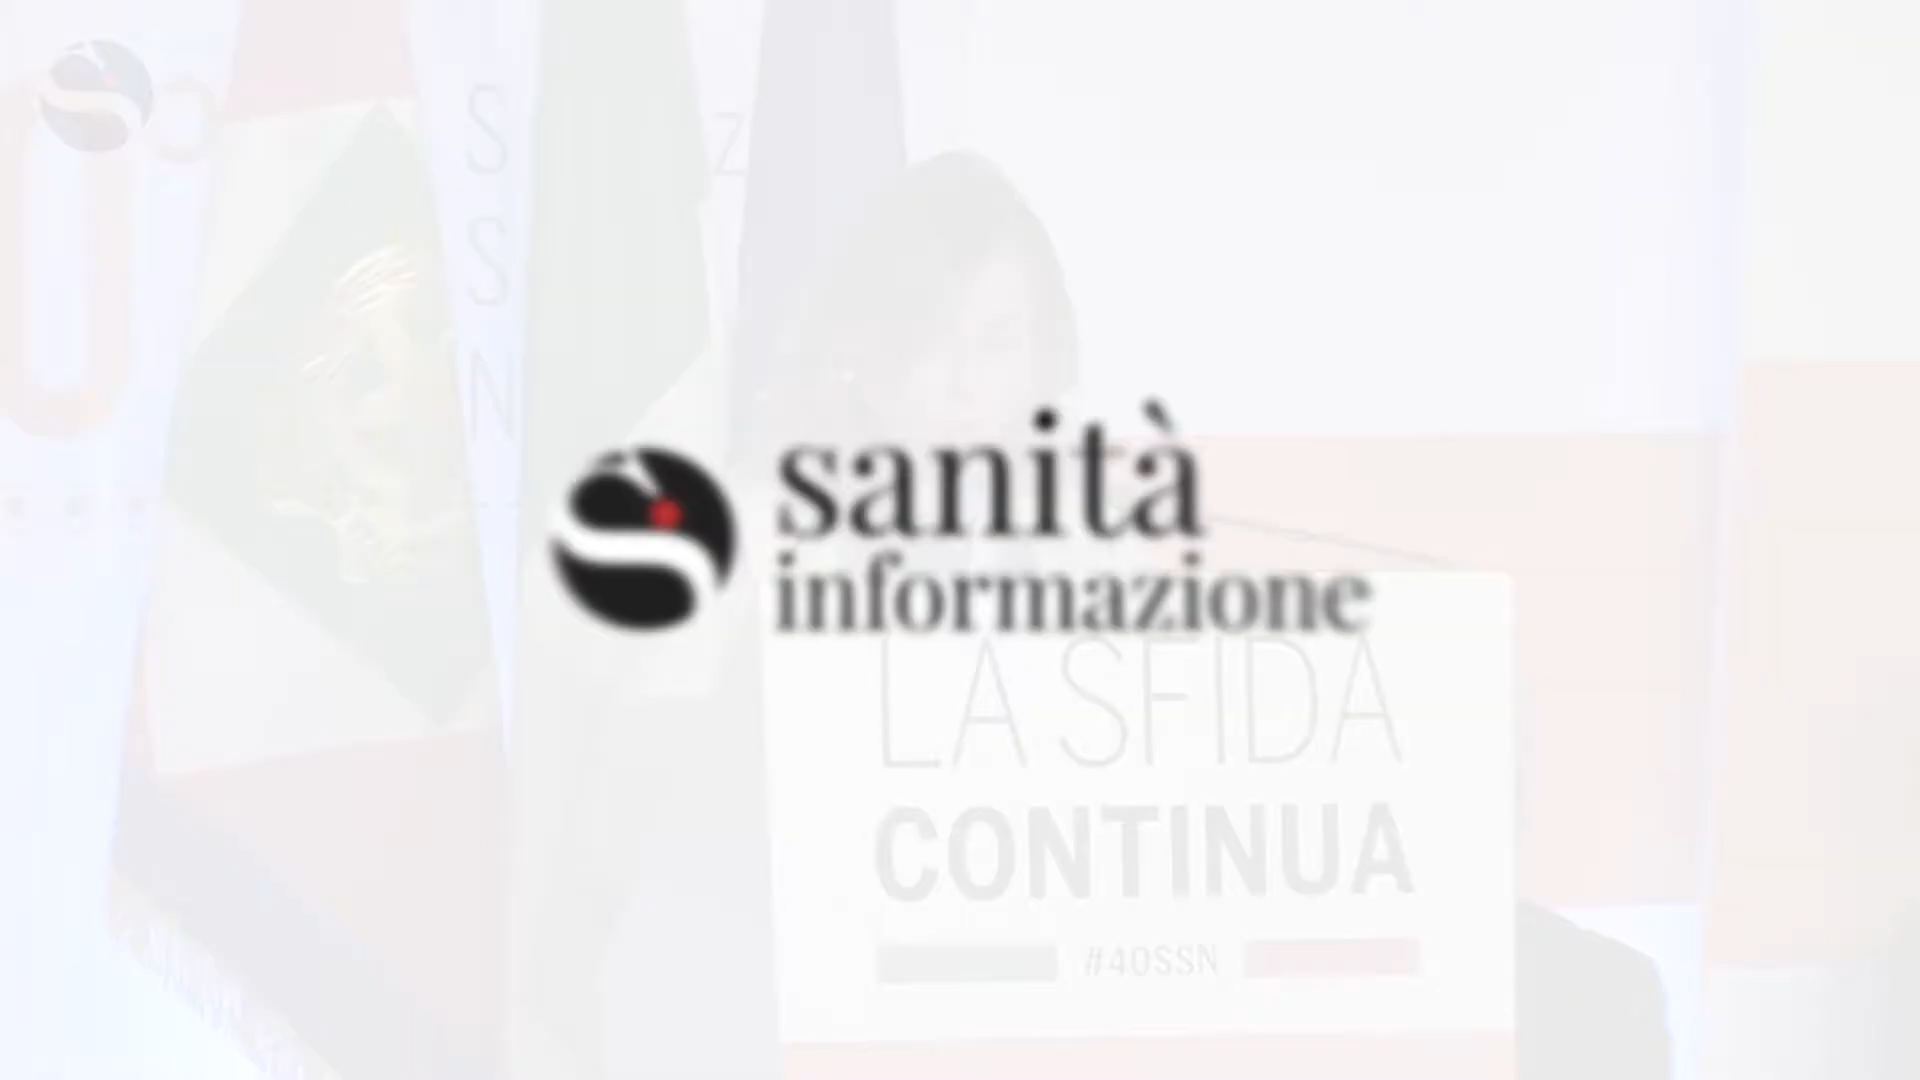 S
S
N
Z
sanità
informazione
LA SFIDA
CONTINUA
#40SSN